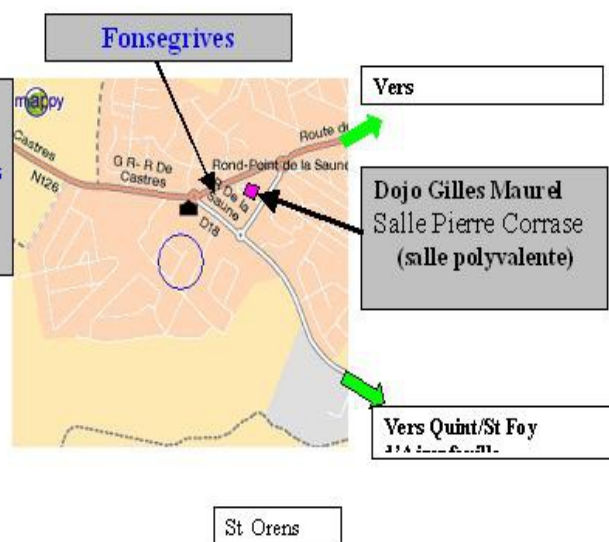 Fonsegrives
mappy
Vers
Castres
N126
G R- R De
Castres
Route
Rond-Point de la Saune
R De la
Saune
D18
Dojo Gilles Maurel
Salle Pierre Corrase
(salle polyvalente)
Vers Quint/St Foy
St Orens